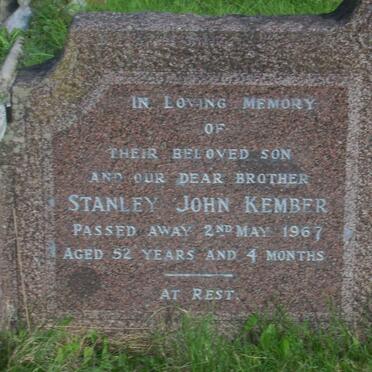 IN LOVING MEMORY
OF
THEIR BELOVED SON
AND OUR DEAR BROTHER
STANLEY JOHN KEMBER
PASSED AWAY 2ND MAY 1967
AGED 52 YEARS AND 4 MONTHS
AT REST.